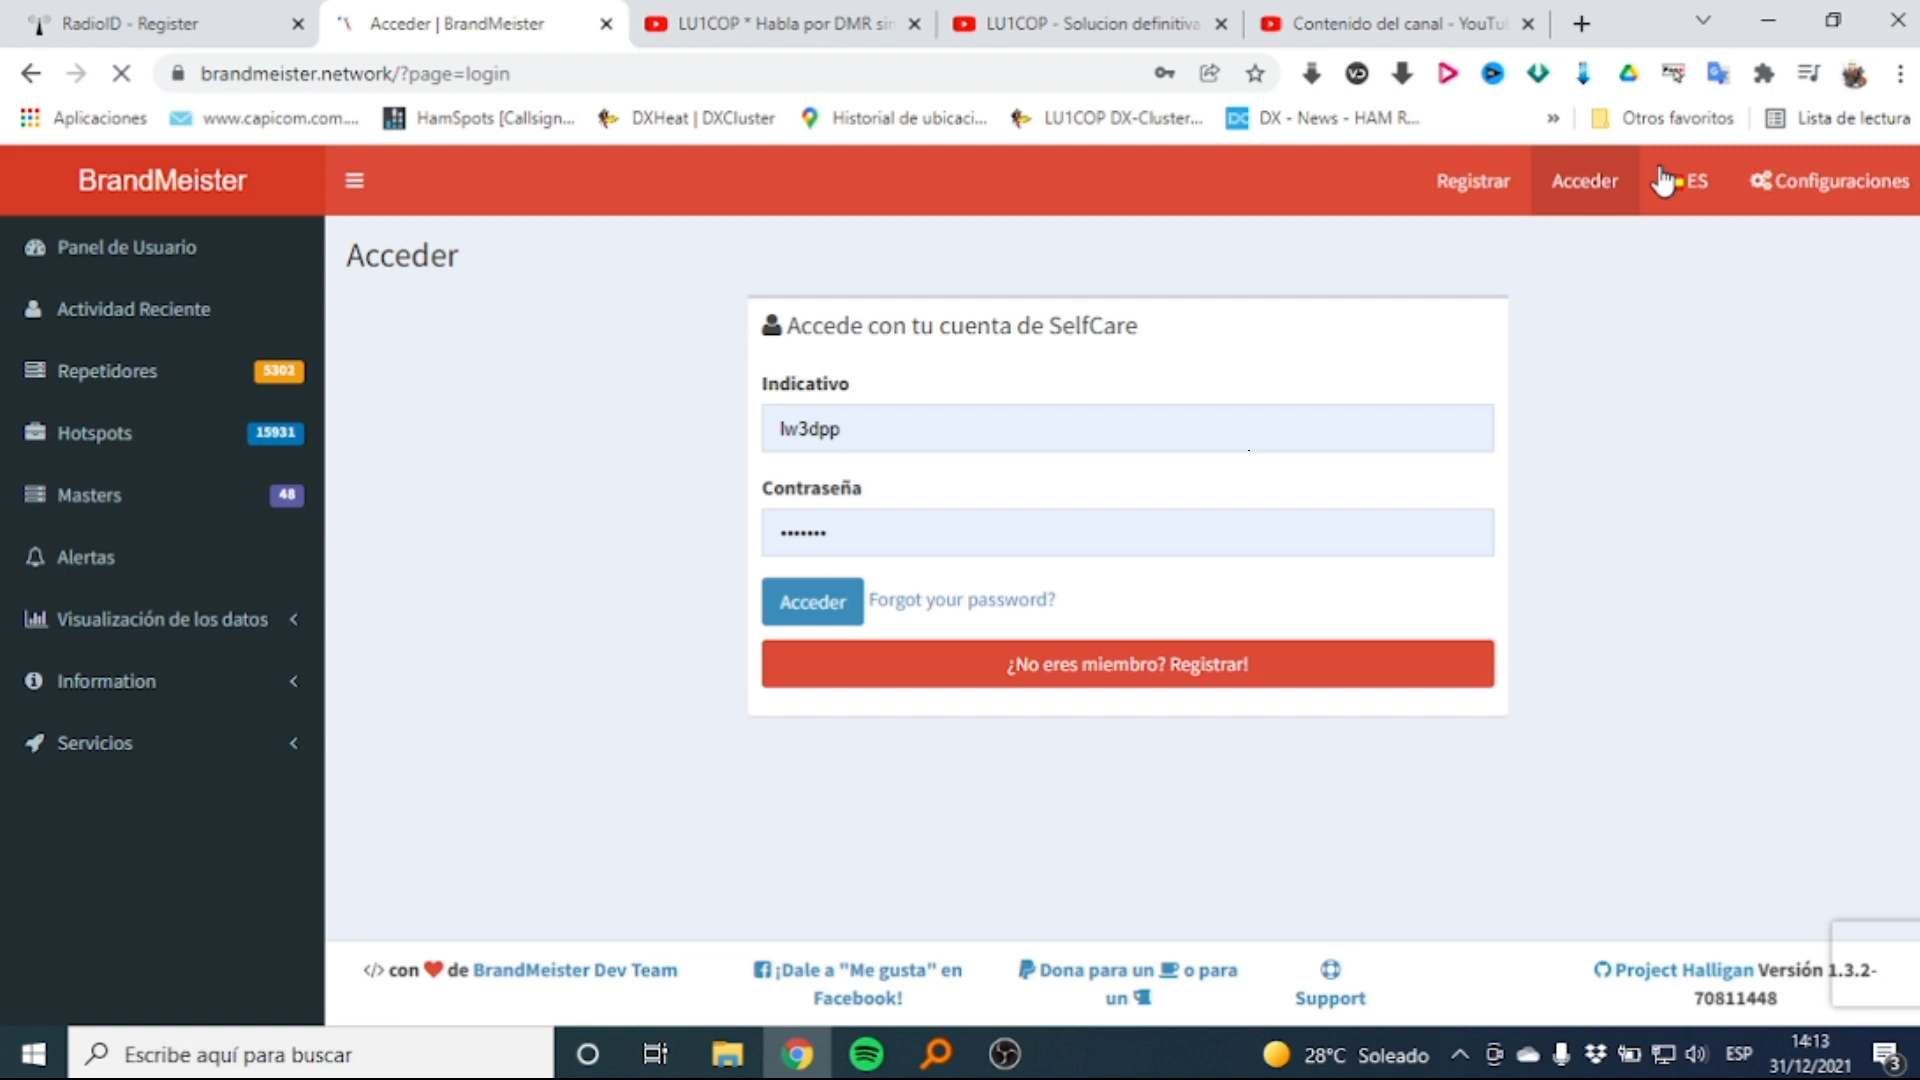 RadioID - Register
Acceder | BrandMeister
LU1COP * Habla por DMR sin
LU1COP - Solucion definitiva
Contenido del canal - YouTu
brandmeister.network/?page=login
Aplicaciones
www.capicom.com....
HamSpots [Callsign...
DXHeat | DXCluster
Historial de ubicaci...
LU1COP DX-Cluster...
DX - News - HAM R...
»
Otros favoritos
Lista de lectura
BrandMeister
Registrar
Acceder
ES
Configuraciones
Panel de Usuario
Actividad Reciente
Repetidores 5302
Hotspots 15931
Masters 48
Alertas
Visualización de los datos
Information
Servicios
Acceder
Accede con tu cuenta de SelfCare
Indicativo
lw3dpp
Contraseña
•••••••
Acceder Forgot your password?
¿No eres miembro? Registrar!
</> con ❤ de BrandMeister Dev Team
¡Dale a "Me gusta" en
Facebook!
Dona para un o para
un
Support
Project Halligan Versión 1.3.2-
70811448
Escribe aquí para buscar
28°C Soleado
ESP
14:13
31/12/2021
3